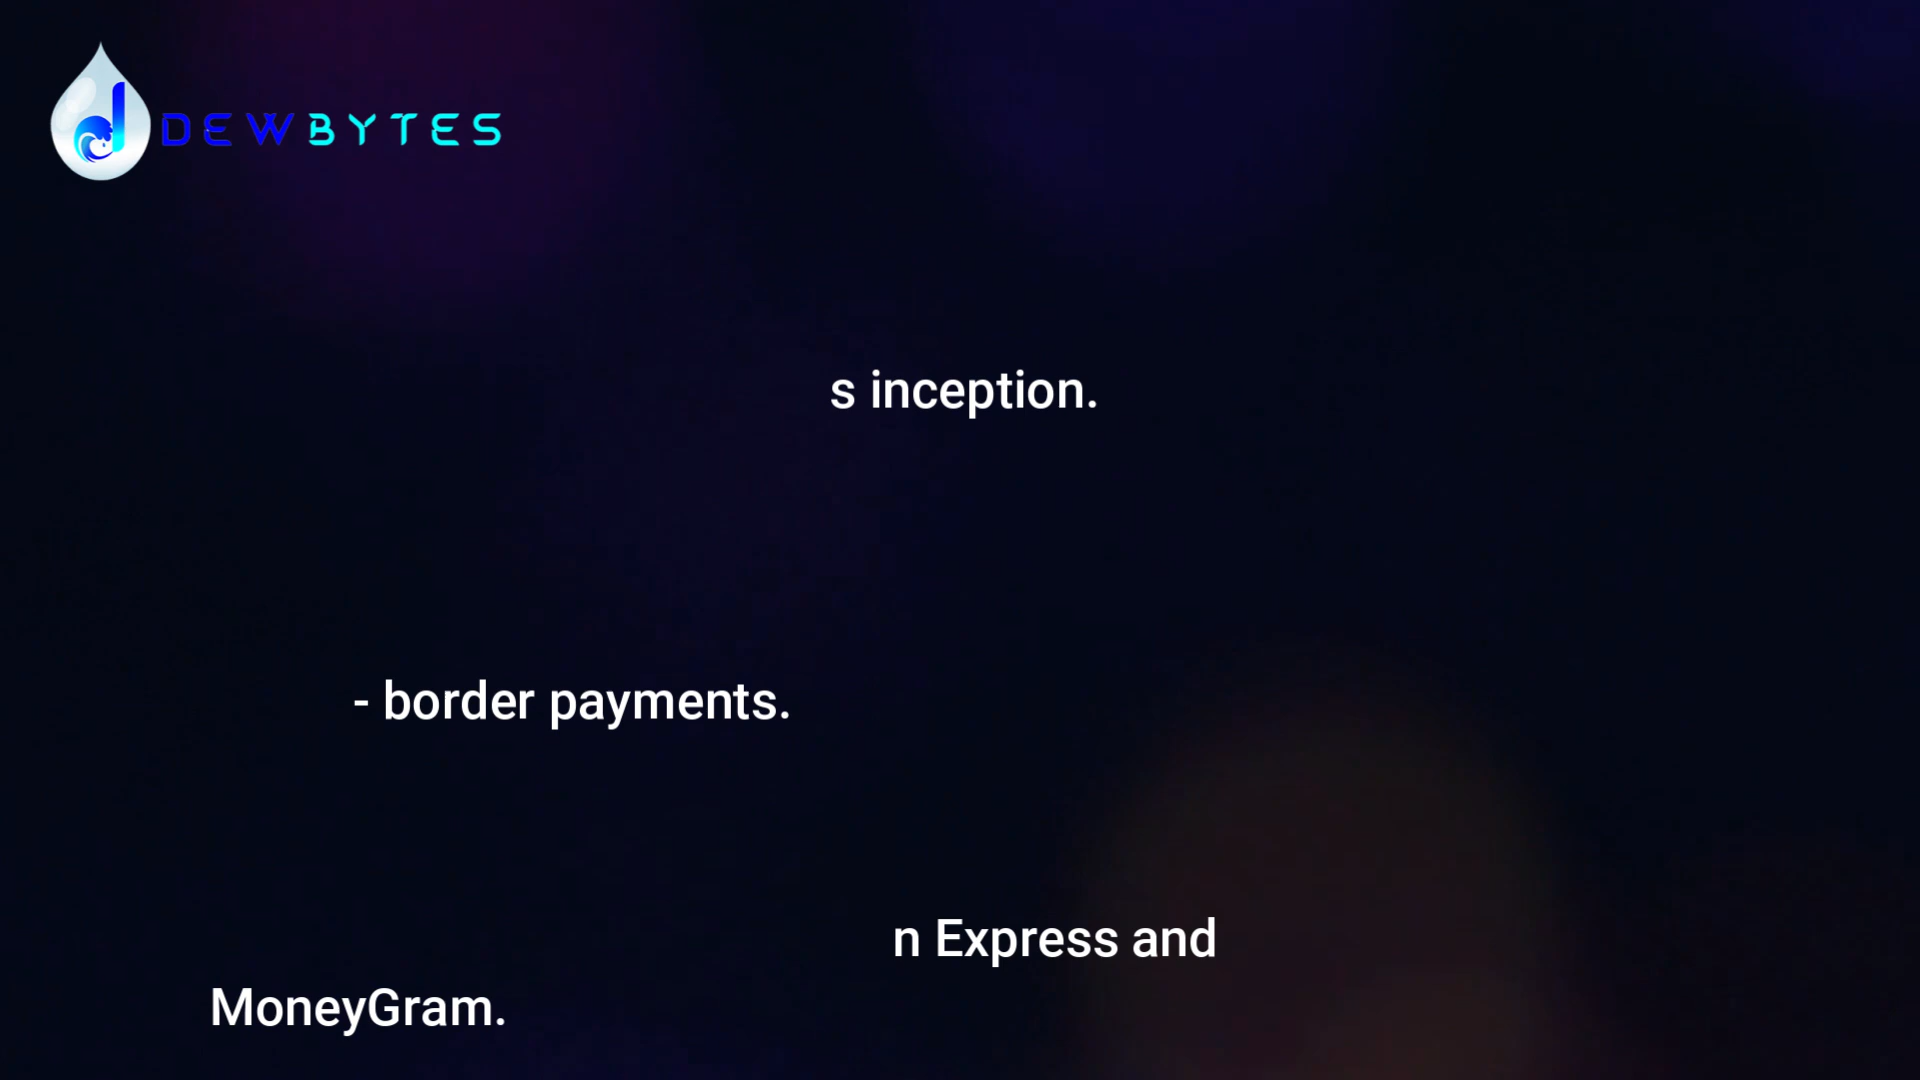 DEWBYTES
s inception.
- border payments.
n Express and
MoneyGram.